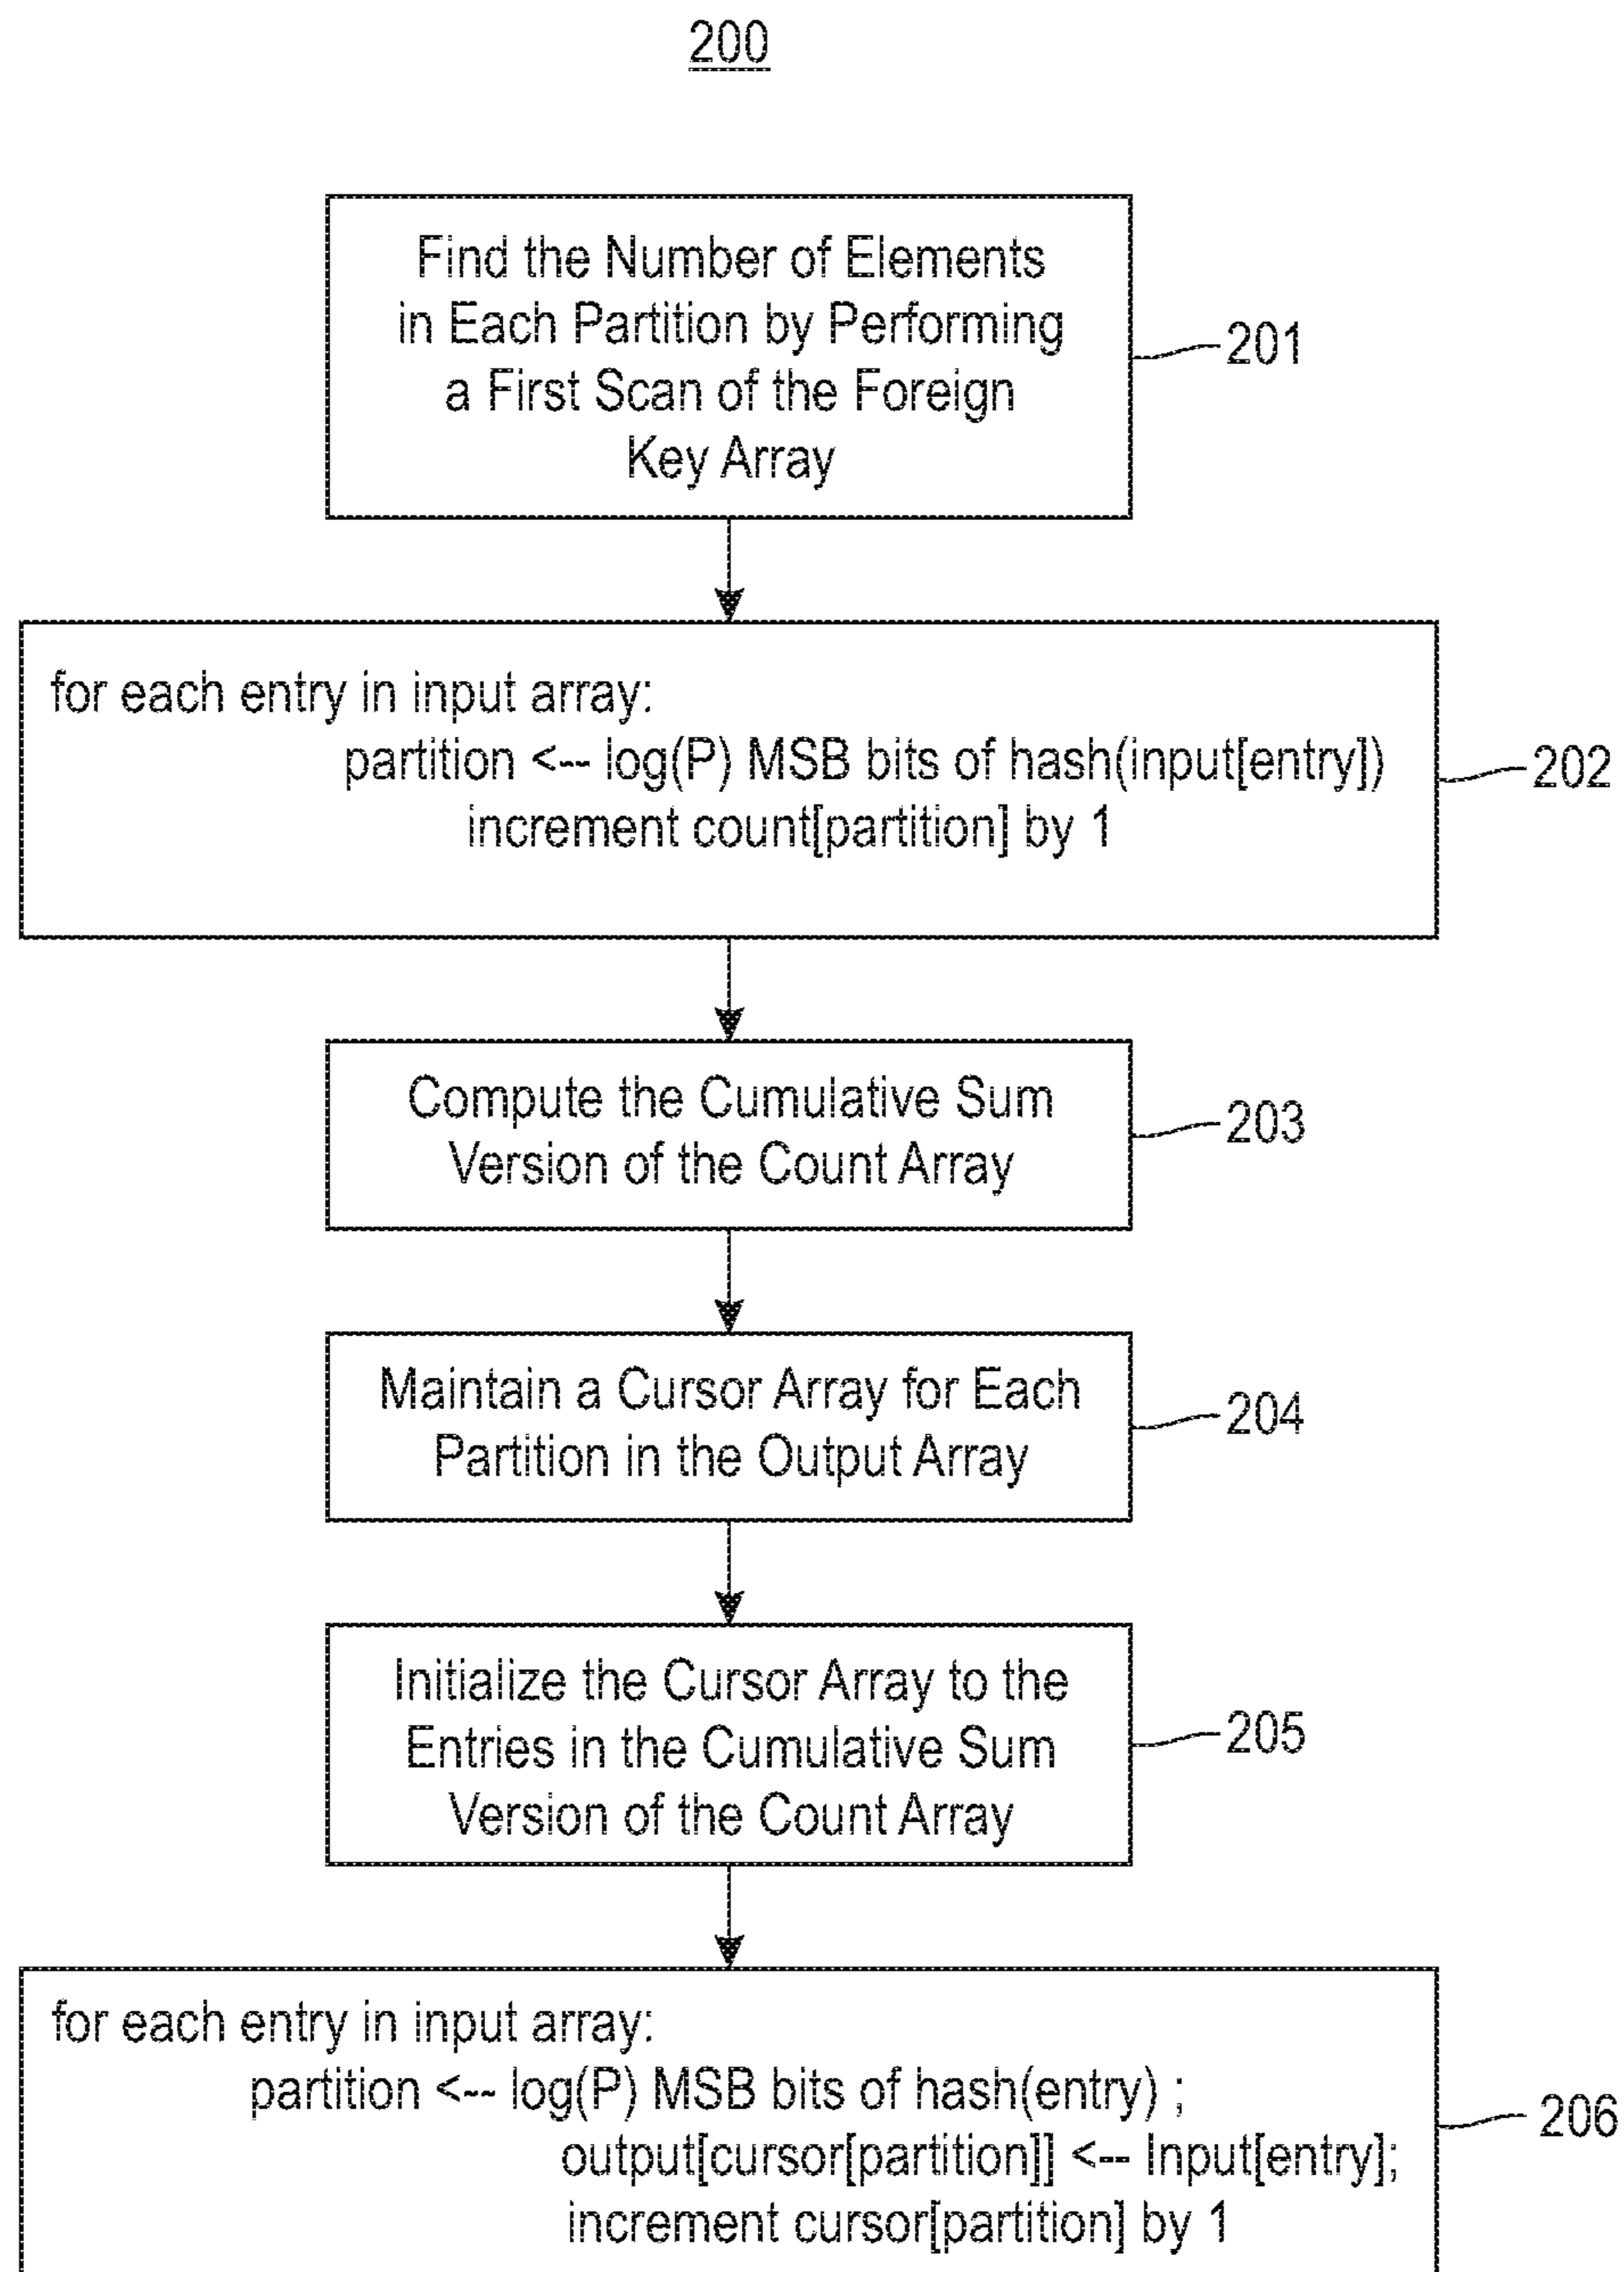 200
Find the Number of Elements
in Each Partition by Performing
a First Scan of the Foreign
Key Array
201
for each entry in input array:
partition <-- log(P) MSB bits of hash(input[entry])
increment count[partition] by 1
202
Compute the Cumulative Sum
Version of the Count Array
203
Maintain a Cursor Array for Each
Partition in the Output Array
204
Initialize the Cursor Array to the
Entries in the Cumulative Sum
Version of the Count Array
205
for each entry in input array:
partition <-- log(P) MSB bits of hash(entry) ;
output[cursor[partition]] <-- Input[entry];
increment cursor[partition] by 1
206